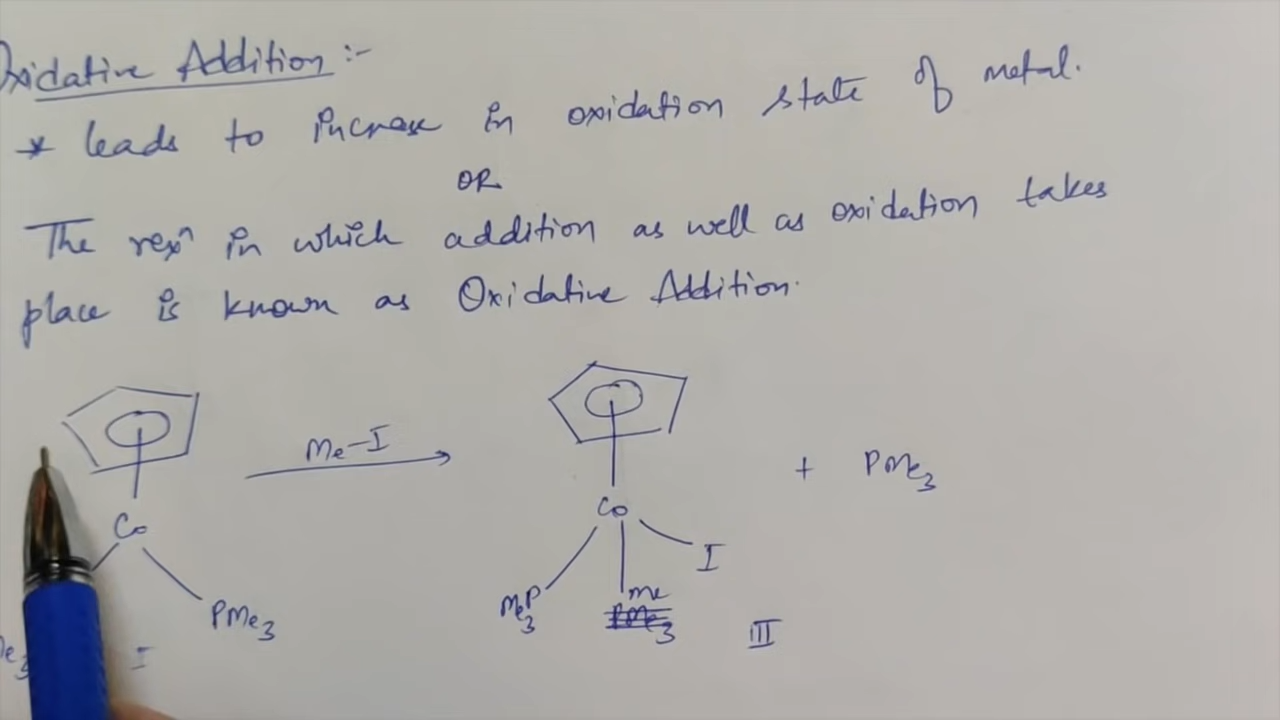 Oxidative Addition :-
* leads to increase in oxidation state of metal.
OR
The rexⁿ in which addition as well as oxidation takes
place is known as Oxidative Addition.
Me-I
+ PMe3
Co
Co
I
PMe3
Me3P
Me
I
III